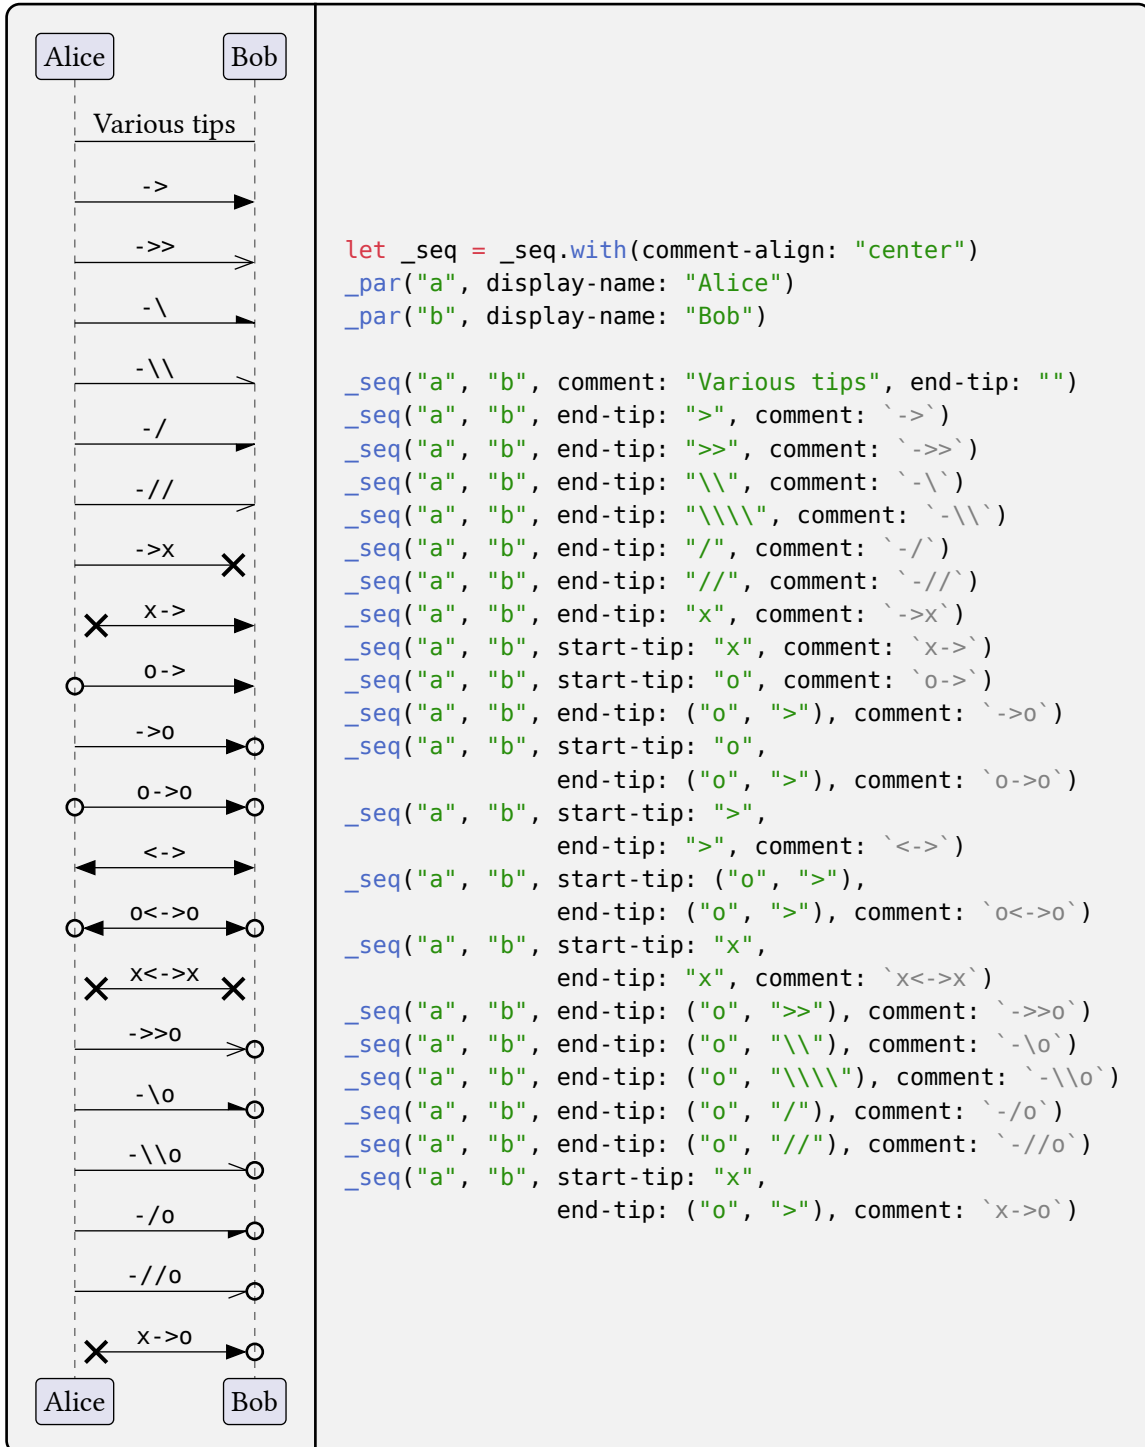 Alice Bob
Various tips
->
->>
-\
-\\
-/
-//
->x
x->
o->
->o
o->o
<->
o<->o
x<->x
->>o
-\o
-\\o
-/o
-//o
x->o
Alice Bob
let _seq = _seq.with(comment-align: "center")
_par("a", display-name: "Alice")
_par("b", display-name: "Bob")
_seq("a", "b", comment: "Various tips", end-tip: "")
_seq("a", "b", end-tip: ">", comment: `->`)
_seq("a", "b", end-tip: ">>", comment: `->>`)
_seq("a", "b", end-tip: "\\", comment: `-\`)
_seq("a", "b", end-tip: "\\\\", comment: `-\\`)
_seq("a", "b", end-tip: "/", comment: `-/`)
_seq("a", "b", end-tip: "//", comment: `-//`)
_seq("a", "b", end-tip: "x", comment: `->x`)
_seq("a", "b", start-tip: "x", comment: `x->`)
_seq("a", "b", start-tip: "o", comment: `o->`)
_seq("a", "b", end-tip: ("o", ">"), comment: `->o`)
_seq("a", "b", start-tip: "o",
end-tip: ("o", ">"), comment: `o->o`)
_seq("a", "b", start-tip: ">",
end-tip: ">", comment: `<->`)
_seq("a", "b", start-tip: ("o", ">"),
end-tip: ("o", ">"), comment: `o<->o`)
_seq("a", "b", start-tip: "x",
end-tip: "x", comment: `x<->x`)
_seq("a", "b", end-tip: ("o", ">>"), comment: `->>o`)
_seq("a", "b", end-tip: ("o", "\\"), comment: `-\o`)
_seq("a", "b", end-tip: ("o", "\\\\"), comment: `-\\o`)
_seq("a", "b", end-tip: ("o", "/"), comment: `-/o`)
_seq("a", "b", end-tip: ("o", "//"), comment: `-//o`)
_seq("a", "b", start-tip: "x",
end-tip: ("o", ">"), comment: `x->o`)